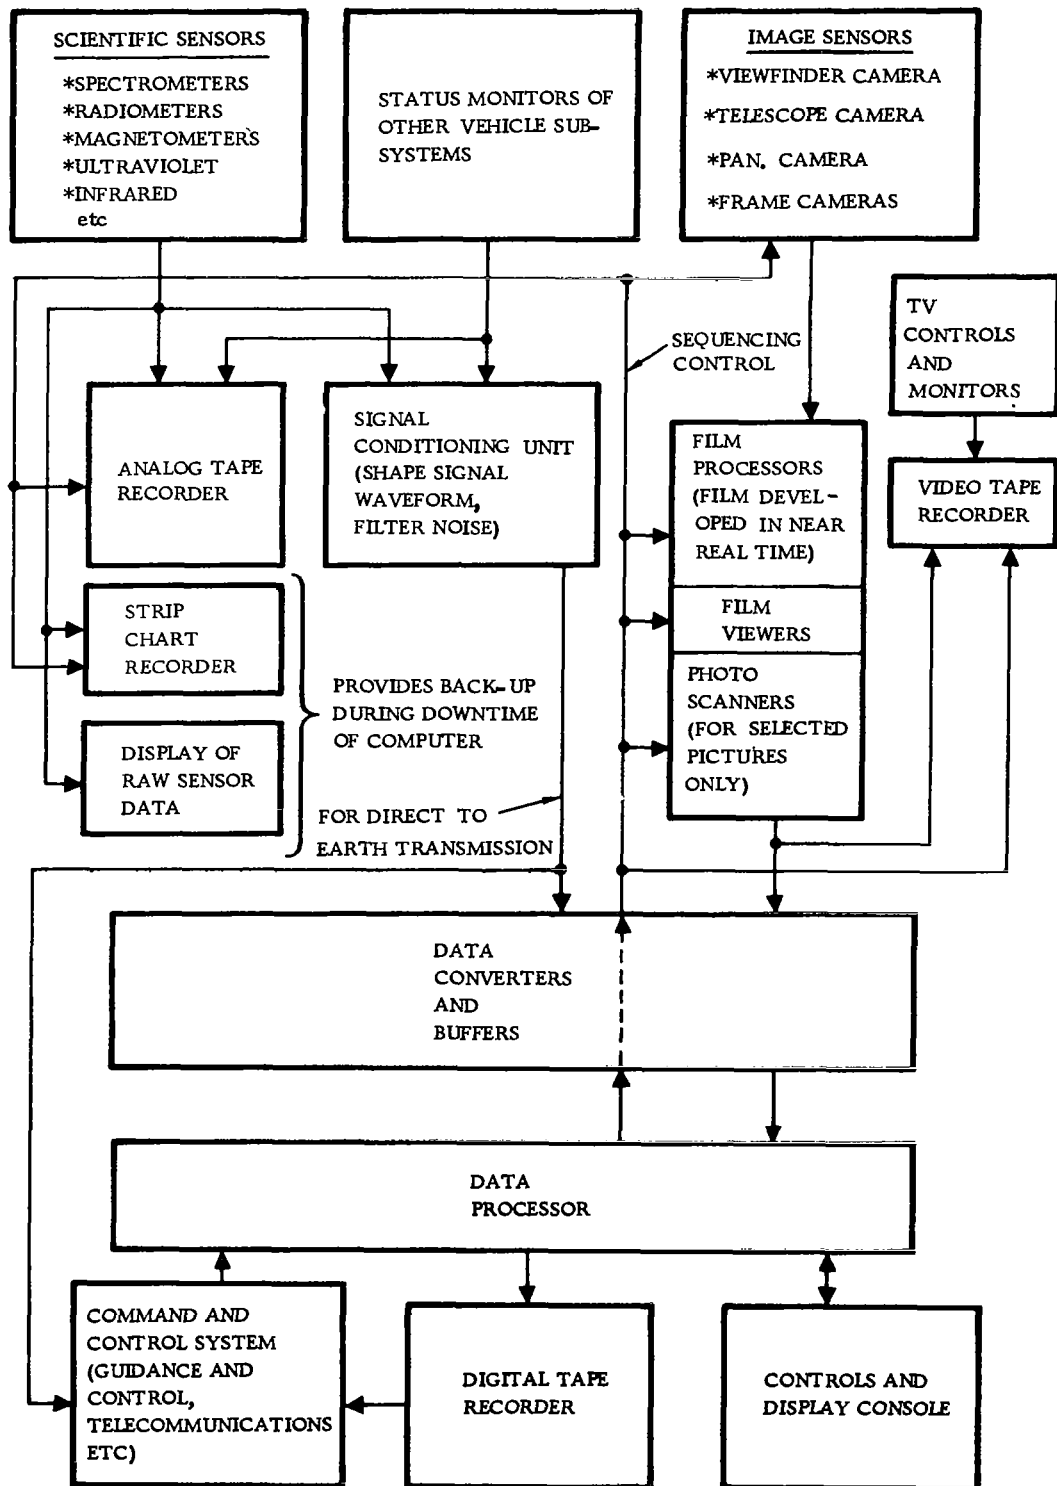 SCIENTIFIC SENSORS
*SPECTROMETERS
*RADIOMETERS
*MAGNETOMETERS
*ULTRAVIOLET
*INFRARED
etc
STATUS MONITORS OF
OTHER VEHICLE SUB-
SYSTEMS
IMAGE SENSORS
*VIEWFINDER CAMERA
*TELESCOPE CAMERA
*PAN. CAMERA
*FRAME CAMERAS
TV
CONTROLS
AND
MONITORS
SEQUENCING
CONTROL
ANALOG TAPE
RECORDER
SIGNAL
CONDITIONING UNIT
(SHAPE SIGNAL
WAVEFORM,
FILTER NOISE)
FILM
PROCESSORS
(FILM DEVEL-
OPED IN NEAR
REAL TIME)
VIDEO TAPE
RECORDER
STRIP
CHART
RECORDER
FILM
VIEWERS
PHOTO
SCANNERS
(FOR SELECTED
PICTURES
ONLY)
PROVIDES BACK-UP
DURING DOWNTIME
OF COMPUTER
DISPLAY OF
RAW SENSOR
DATA
FOR DIRECT TO
EARTH TRANSMISSION
DATA
CONVERTERS
AND
BUFFERS
DATA
PROCESSOR
COMMAND AND
CONTROL SYSTEM
(GUIDANCE AND
CONTROL,
TELECOMMUNICATIONS
ETC)
DIGITAL TAPE
RECORDER
CONTROLS AND
DISPLAY CONSOLE